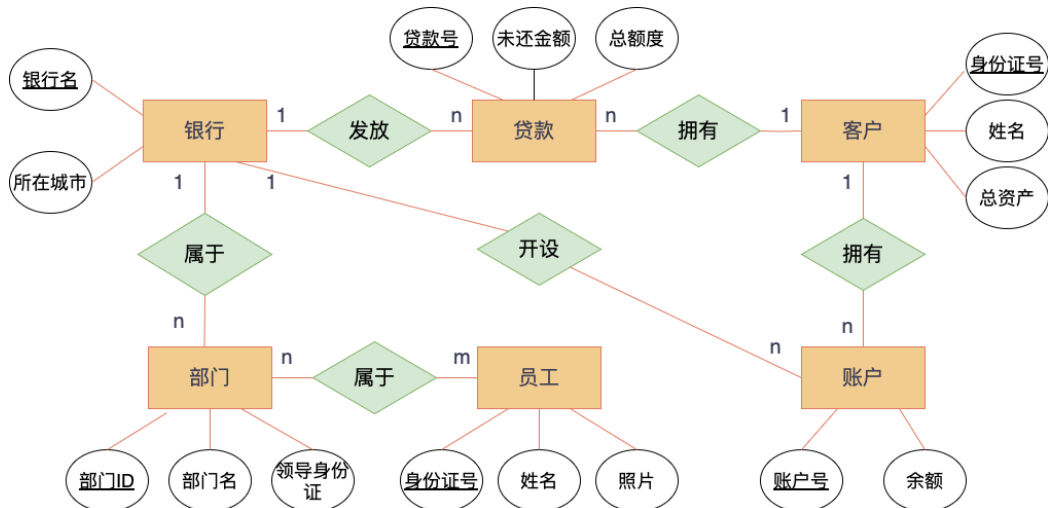 贷款号
未还金额
总额度
银行名
身份证号
银行
1
发放
n
贷款
n
拥有
1
客户
姓名
所在城市
1
1
1
总资产
属于
开设
拥有
n
n
n
部门
n
属于
m
员工
账户
部门ID
部门名
领导身份
证
身份证号
姓名
照片
账户号
余额